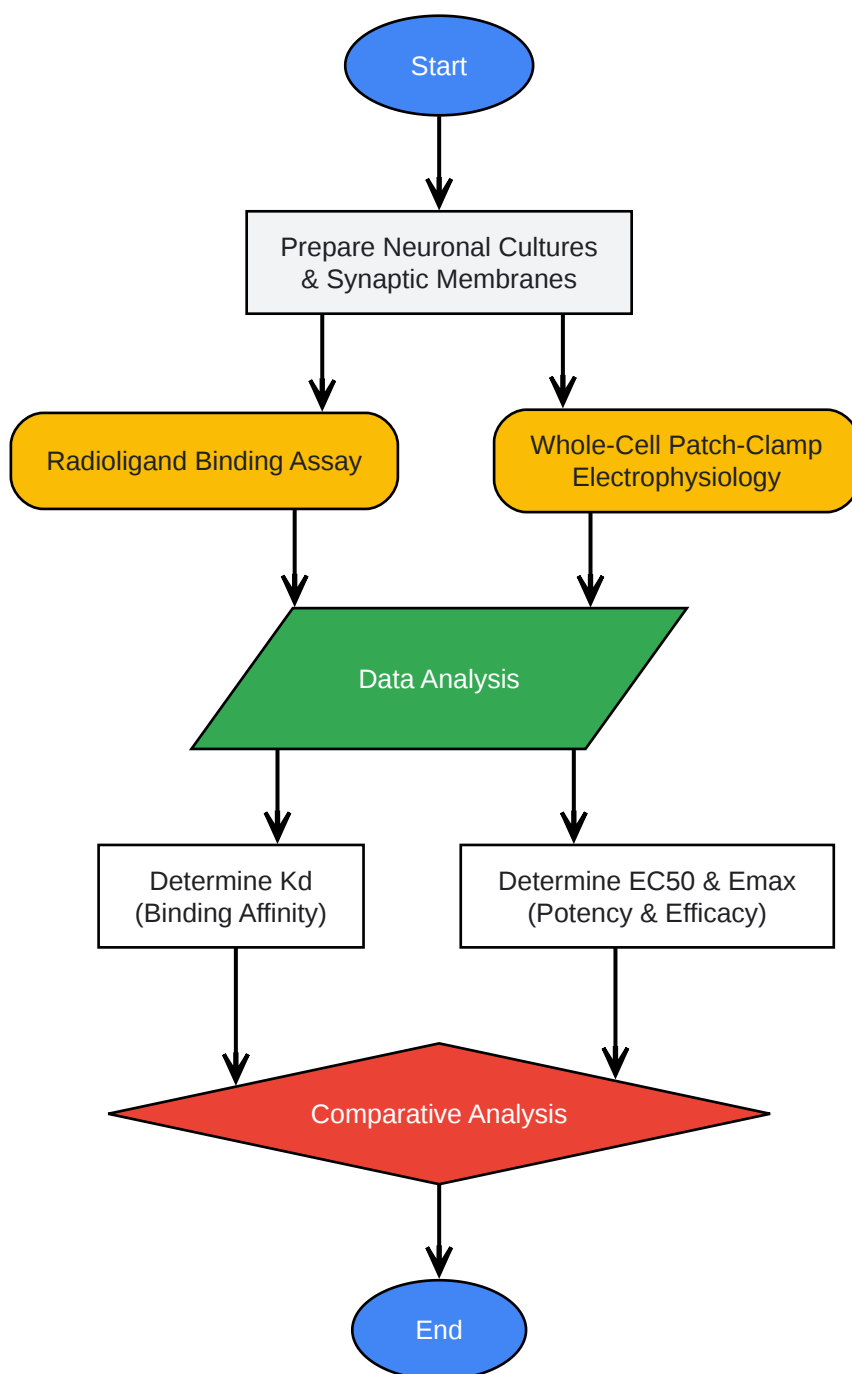 Start
Prepare Neuronal Cultures
& Synaptic Membranes
Radioligand Binding Assay
Whole-Cell Patch-Clamp
Electrophysiology
Data Analysis
Determine Kd
(Binding Affinity)
Determine EC50 & Emax
(Potency & Efficacy)
Comparative Analysis
End